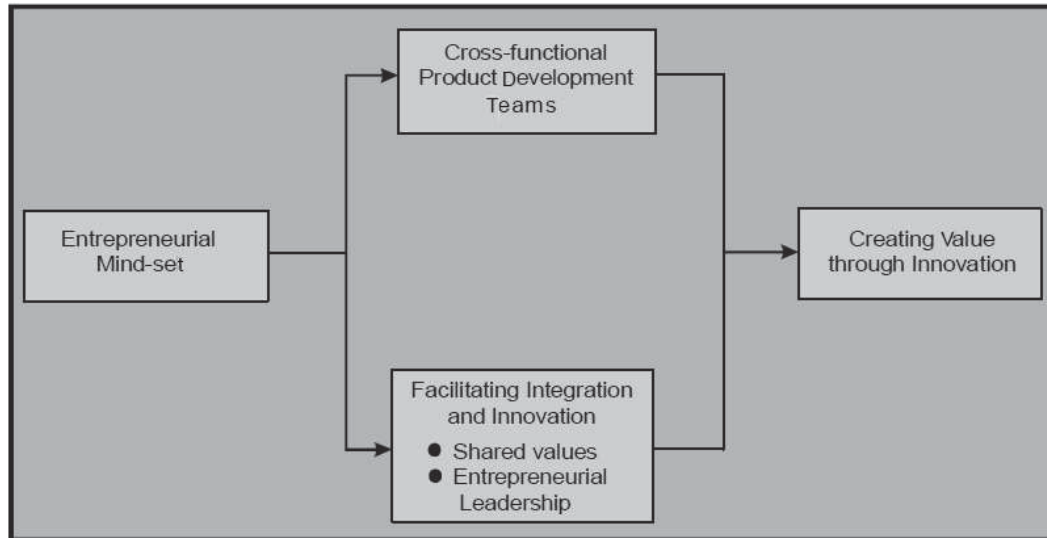 Cross-functional
Product Development
Teams
Entrepreneurial
Mind-set
Creating Value
through Innovation
Facilitating Integration
and Innovation
● Shared values
● Entrepreneurial
Leadership